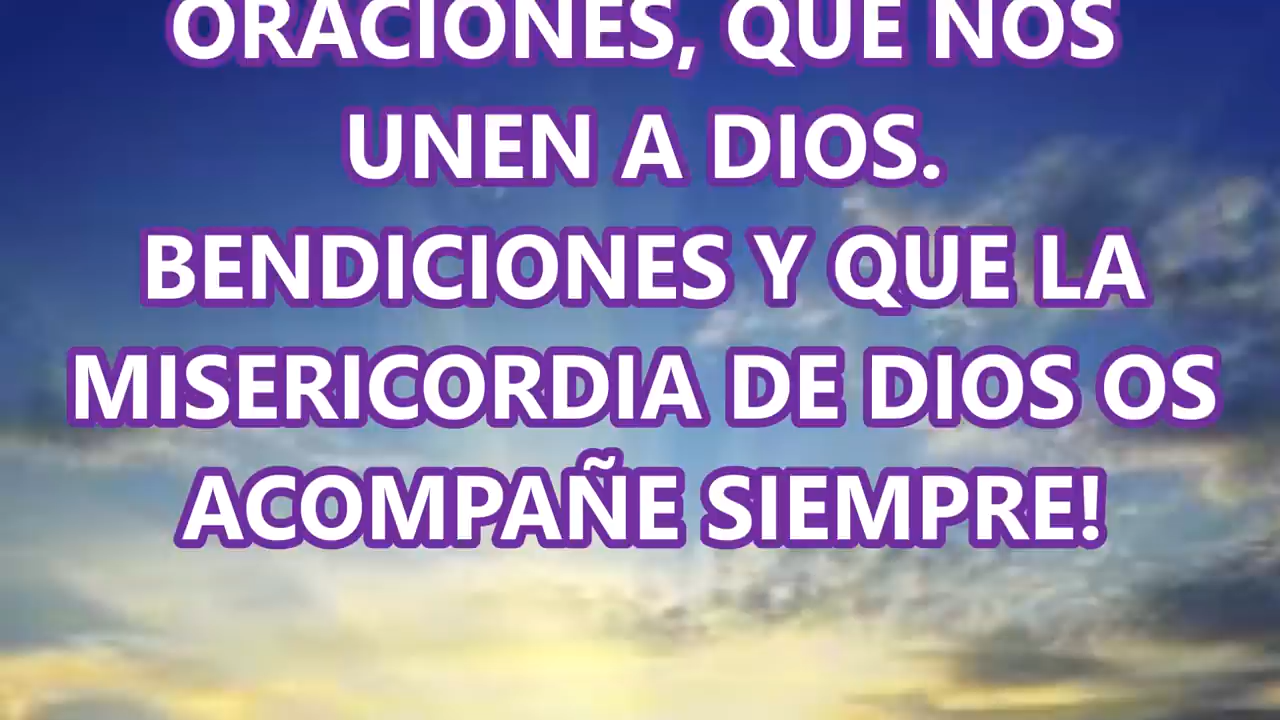 ORACIONES, QUE NOS
UNEN A DIOS.
BENDICIONES Y QUE LA
MISERICORDIA DE DIOS OS
ACOMPAÑE SIEMPRE!